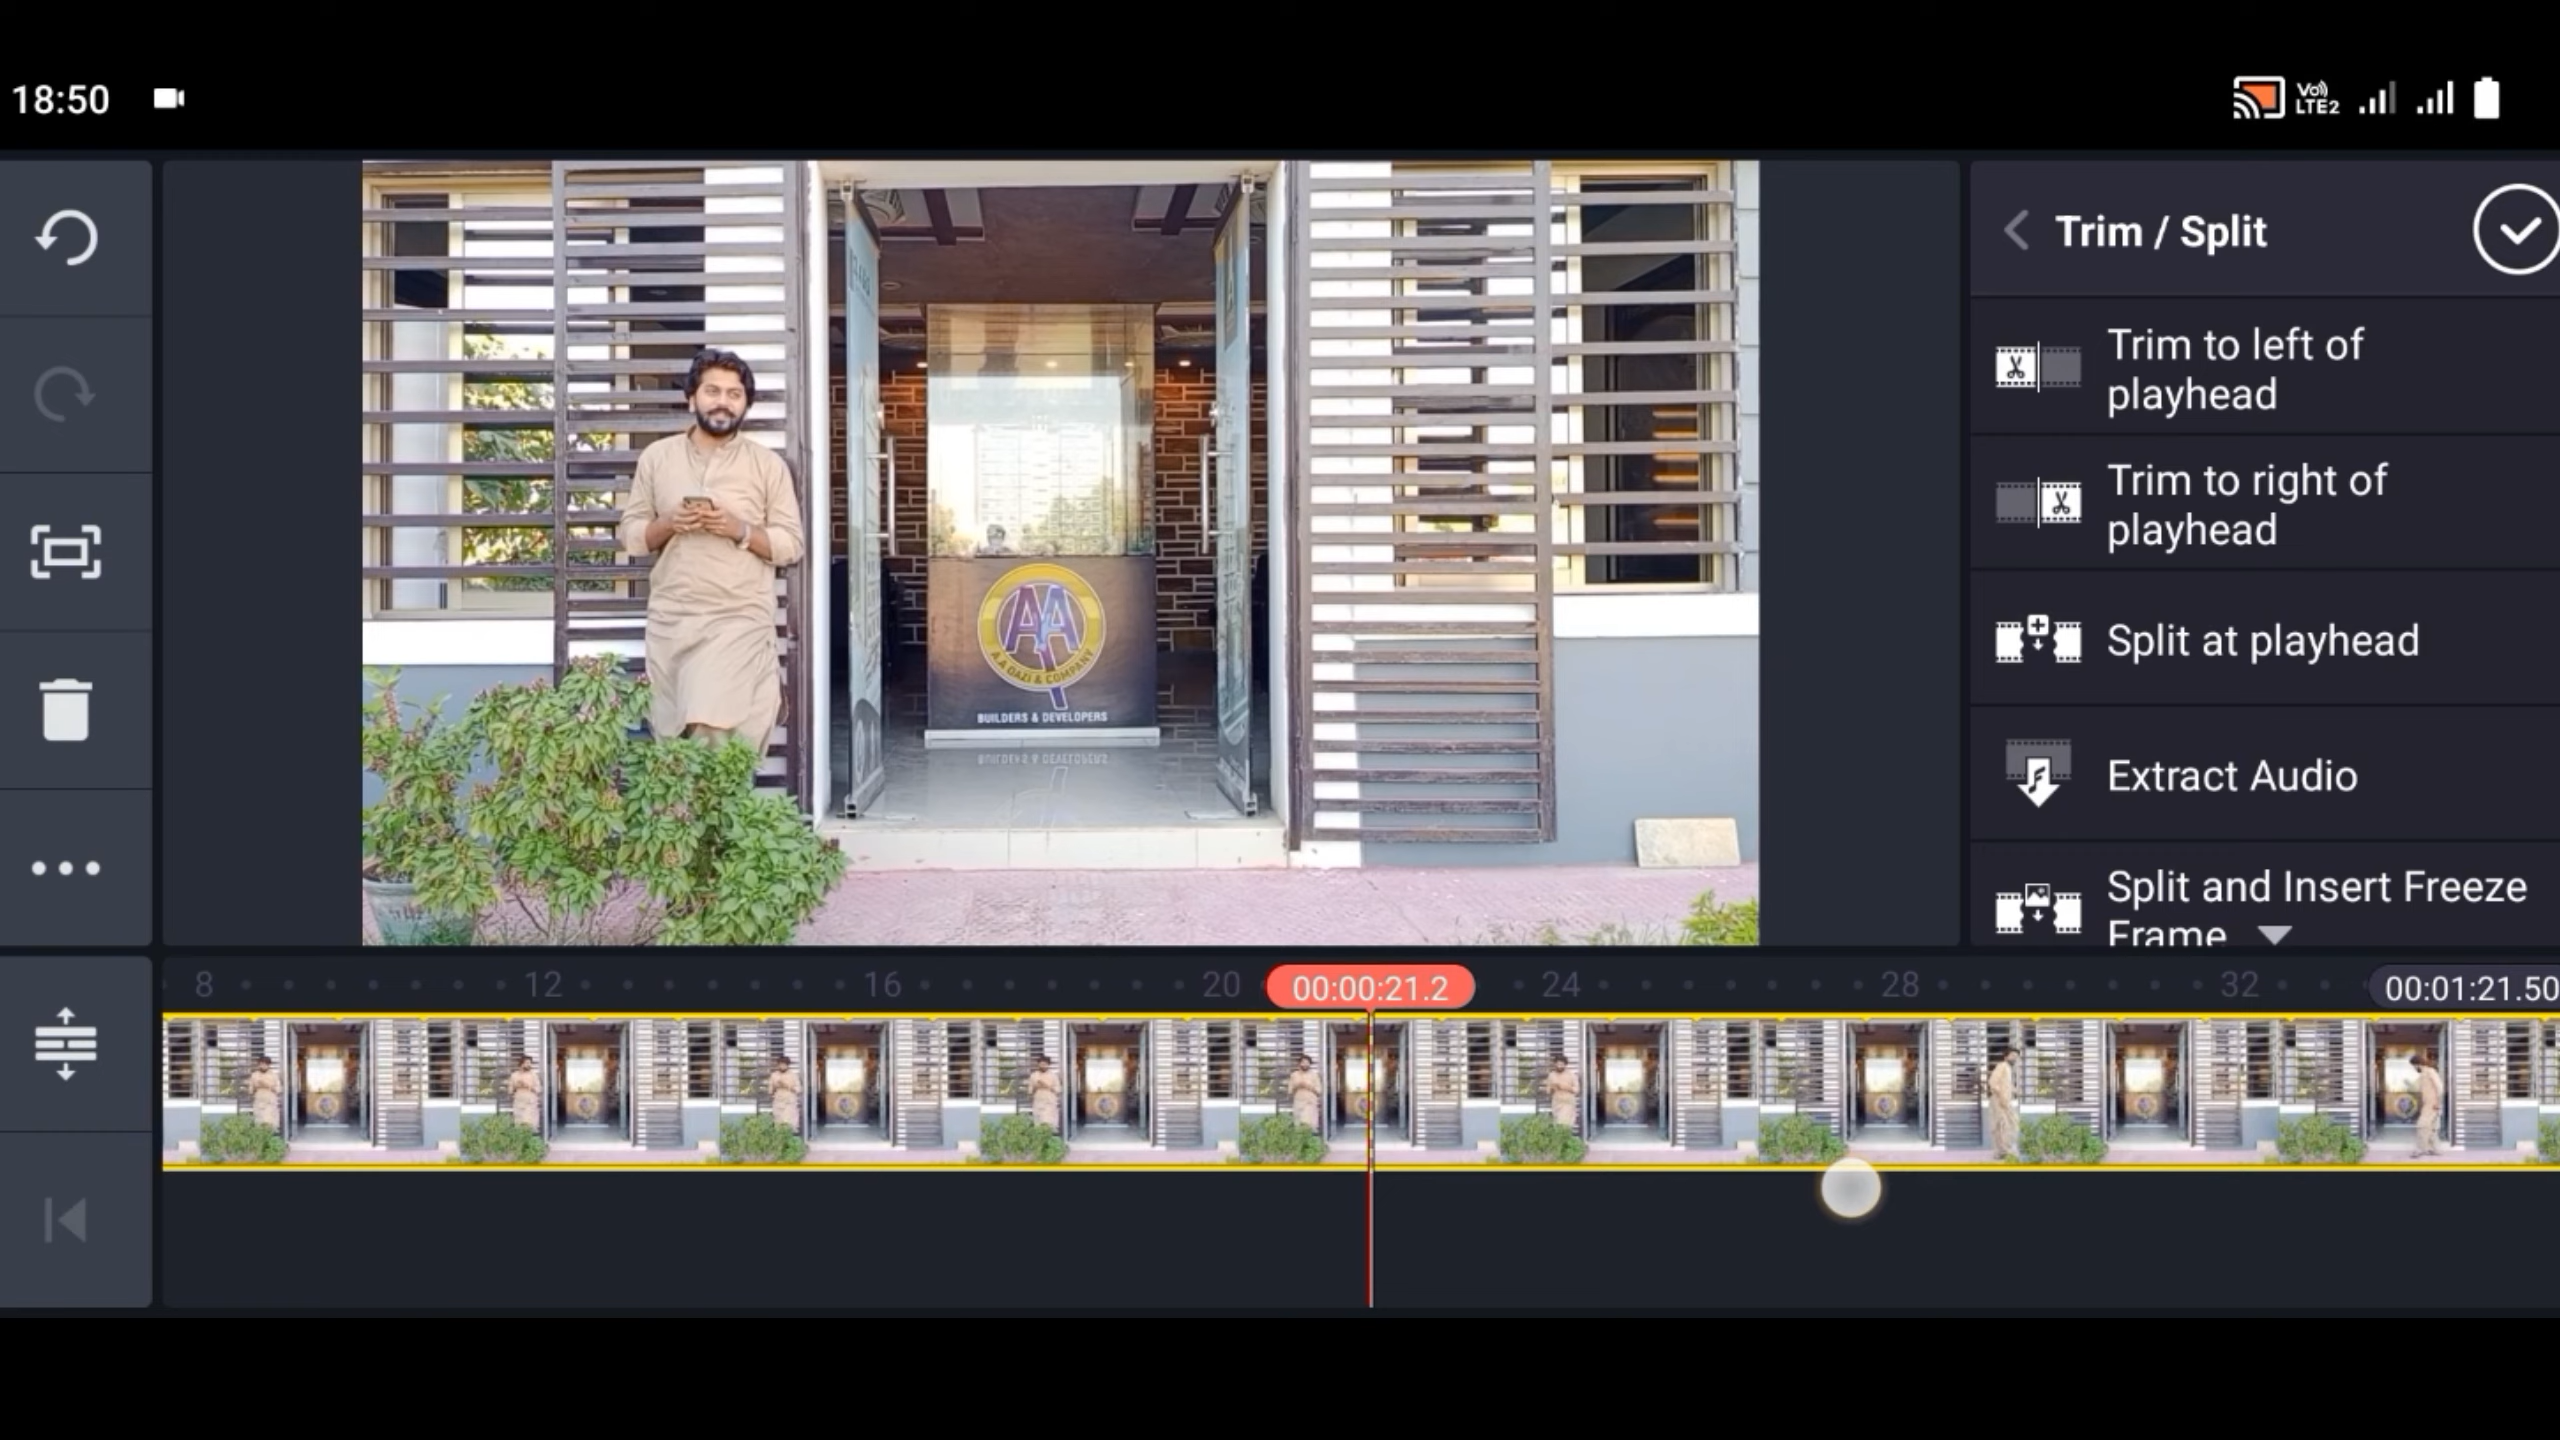 18:50
Vo))
LTE2
Trim / Split
Trim to left of
playhead
Trim to right of
playhead
Split at playhead
Extract Audio
Split and Insert Freeze
Frame
AA
A.A QAZI & COMPANY
BUILDERS & DEVELOPERS
8 12 16 20 00:00:21.2 24 28 32 00:01:21.50